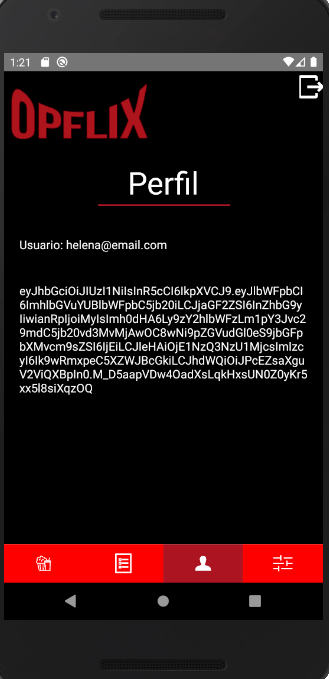 1:21
OPFLIX
Perfil
Usuario: helena@email.com
eyJhbGciOiJIUzI1NiIsInR5cCI6IkpXVCJ9.eyJlbWFpbCI
6ImhlbGVuYUBlbWFpbC5jb20iLCJjaGF2ZSI6InZhbG9y
IiwianRpIjoiMyIsImh0dHA6Ly9zY2hlbWFzLm1pY3Jvc2
9mdC5jb20vd3MvMjAwOC8wNi9pZGVudGl0eS9jbGFp
bXMvcm9sZSI6IjEiLCJleHAiOjE1NzQ3NzU1MjcsImlzc
yI6Ik9wRmxpeC5XZWJBcGkiLCJhdWQiOiJPcEZsaXgu
V2ViQXBpIn0.M_D5aapVDw4OadXsLqkHxsUN0Z0yKr5
xx5l8siXqzOQ